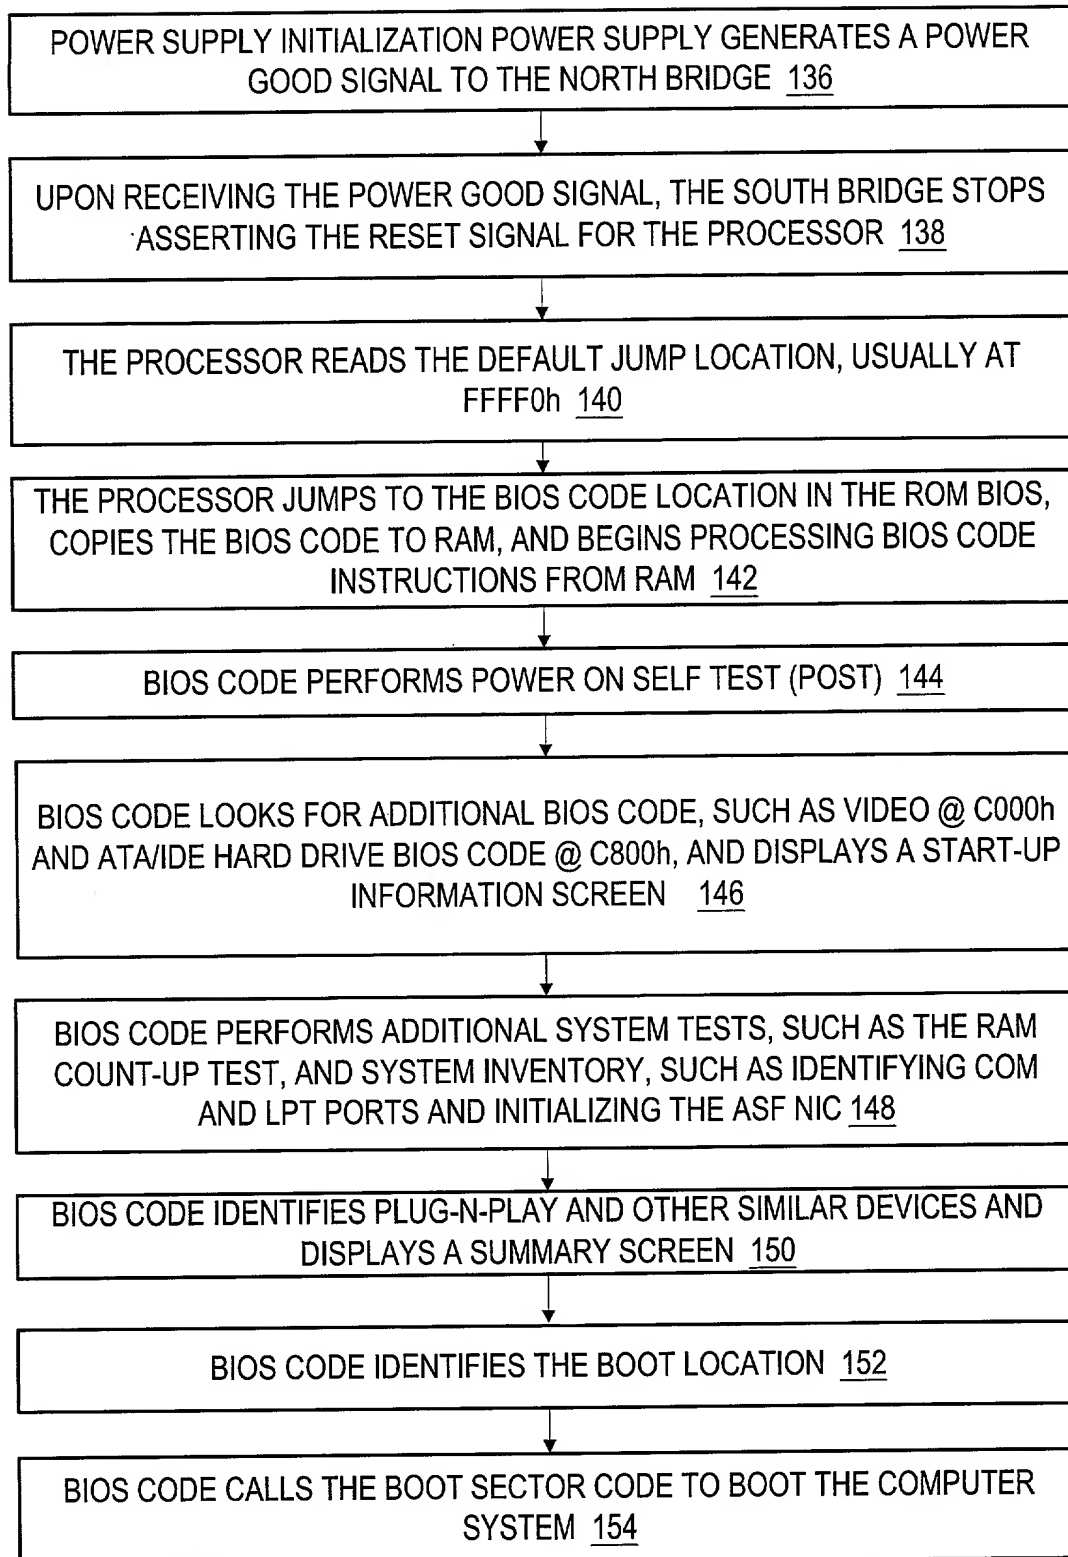 POWER SUPPLY INITIALIZATION POWER SUPPLY GENERATES A POWER
GOOD SIGNAL TO THE NORTH BRIDGE 136
UPON RECEIVING THE POWER GOOD SIGNAL, THE SOUTH BRIDGE STOPS
ASSERTING THE RESET SIGNAL FOR THE PROCESSOR 138
THE PROCESSOR READS THE DEFAULT JUMP LOCATION, USUALLY AT
FFFF0h 140
THE PROCESSOR JUMPS TO THE BIOS CODE LOCATION IN THE ROM BIOS,
COPIES THE BIOS CODE TO RAM, AND BEGINS PROCESSING BIOS CODE
INSTRUCTIONS FROM RAM 142
BIOS CODE PERFORMS POWER ON SELF TEST (POST) 144
BIOS CODE LOOKS FOR ADDITIONAL BIOS CODE, SUCH AS VIDEO @ C000h
AND ATA/IDE HARD DRIVE BIOS CODE @ C800h, AND DISPLAYS A START-UP
INFORMATION SCREEN 146
BIOS CODE PERFORMS ADDITIONAL SYSTEM TESTS, SUCH AS THE RAM
COUNT-UP TEST, AND SYSTEM INVENTORY, SUCH AS IDENTIFYING COM
AND LPT PORTS AND INITIALIZING THE ASF NIC 148
BIOS CODE IDENTIFIES PLUG-N-PLAY AND OTHER SIMILAR DEVICES AND
DISPLAYS A SUMMARY SCREEN 150
BIOS CODE IDENTIFIES THE BOOT LOCATION 152
BIOS CODE CALLS THE BOOT SECTOR CODE TO BOOT THE COMPUTER
SYSTEM 154